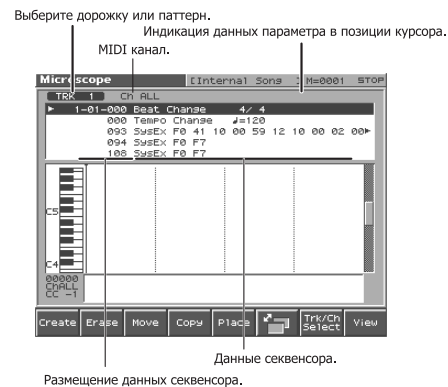 Выберите дорожку или паттерн.
Индикация данных параметра в позиции курсора.
MIDI канал.
Microscope [Internal Song ] M=0001 STOP
TRK 1 Ch ALL
1-01-000 Beat Change 4/ 4
000 Tempo Change ♩=120
093 SysEx F0 41 10 00 59 12 10 00 02 00
094 SysEx F0 F7
108 SysEx F0 F7
C5
C4
00000
ChALL
CC -1
Create Erase Move Copy Place Trk/Ch Select View
Данные секвенсора.
Размещение данных секвенсора.